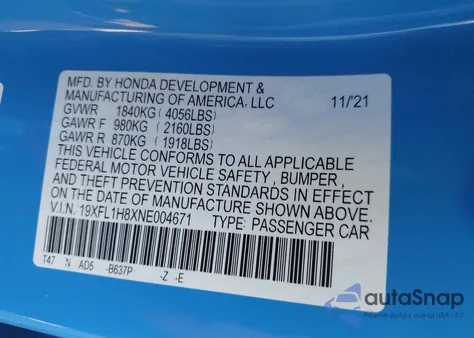 MFD. BY HONDA DEVELOPMENT &
MANUFACTURING OF AMERICA, LLC 11/'21
GVWR 1840KG (4056LBS)
GAWR F 980KG (2160LBS)
GAWR R 870KG (1918LBS)
THIS VEHICLE CONFORMS TO ALL APPLICABLE
FEDERAL MOTOR VEHICLE SAFETY, BUMPER,
AND THEFT PREVENTION STANDARDS IN EFFECT
ON THE DATE OF MANUFACTURE SHOWN ABOVE.
V.I.N.:19XFL1H8XNE004671 TYPE: PASSENGER CAR
T47 N AD5 -B637P -Z -E
autoSnap